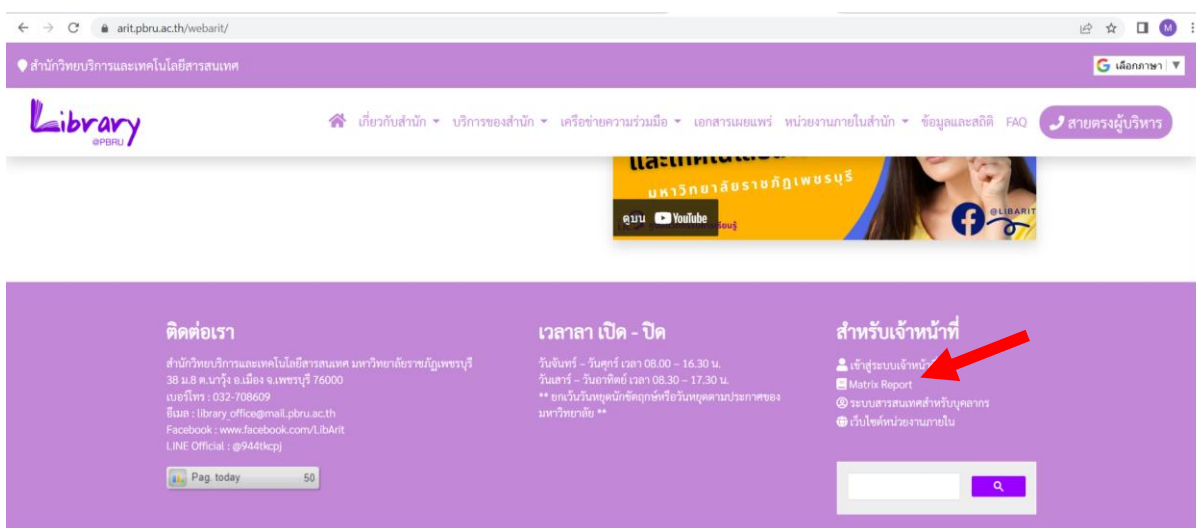 arit.pbru.ac.th/webarit/
M
สำนักวิทยบริการและเทคโนโลยีสารสนเทศ
G เลือกภาษา ▼
Library
@PBRU
เกี่ยวกับสำนัก บริการของสำนัก เครือข่ายความร่วมมือ เอกสารเผยแพร่ หน่วยงานภายในสำนัก ข้อมูลและสถิติ FAQ สายตรงผู้บริหาร
มหาวิทยาลัยราชภัฏเพชรบุรี
ดูบน YouTube
@LIBARIT
ติดต่อเรา
สำนักวิทยบริการและเทคโนโลยีสารสนเทศ มหาวิทยาลัยราชภัฏเพชรบุรี
38 ม.8 ต.นาวุ้ง อ.เมือง จ.เพชรบุรี 76000
เบอร์โทร : 032-708609
อีเมล : library_office@mail.pbru.ac.th
Facebook : www.facebook.com/LibArit
LINE Official : @944tkcpj
Pag. today 50
เวลาลา เปิด - ปิด
วันจันทร์ – วันศุกร์ เวลา 08.00 – 16.30 น.
วันเสาร์ – วันอาทิตย์ เวลา 08.30 – 17.30 น.
** ยกเว้นวันหยุดนักขัตฤกษ์หรือวันหยุดตามประกาศของ
มหาวิทยาลัย **
สำหรับเจ้าหน้าที่
เข้าสู่ระบบเจ้าหน้าที่
Matrix Report
ระบบสารสนเทศสำหรับบุคลากร
เว็บไซต์หน่วยงานภายใน